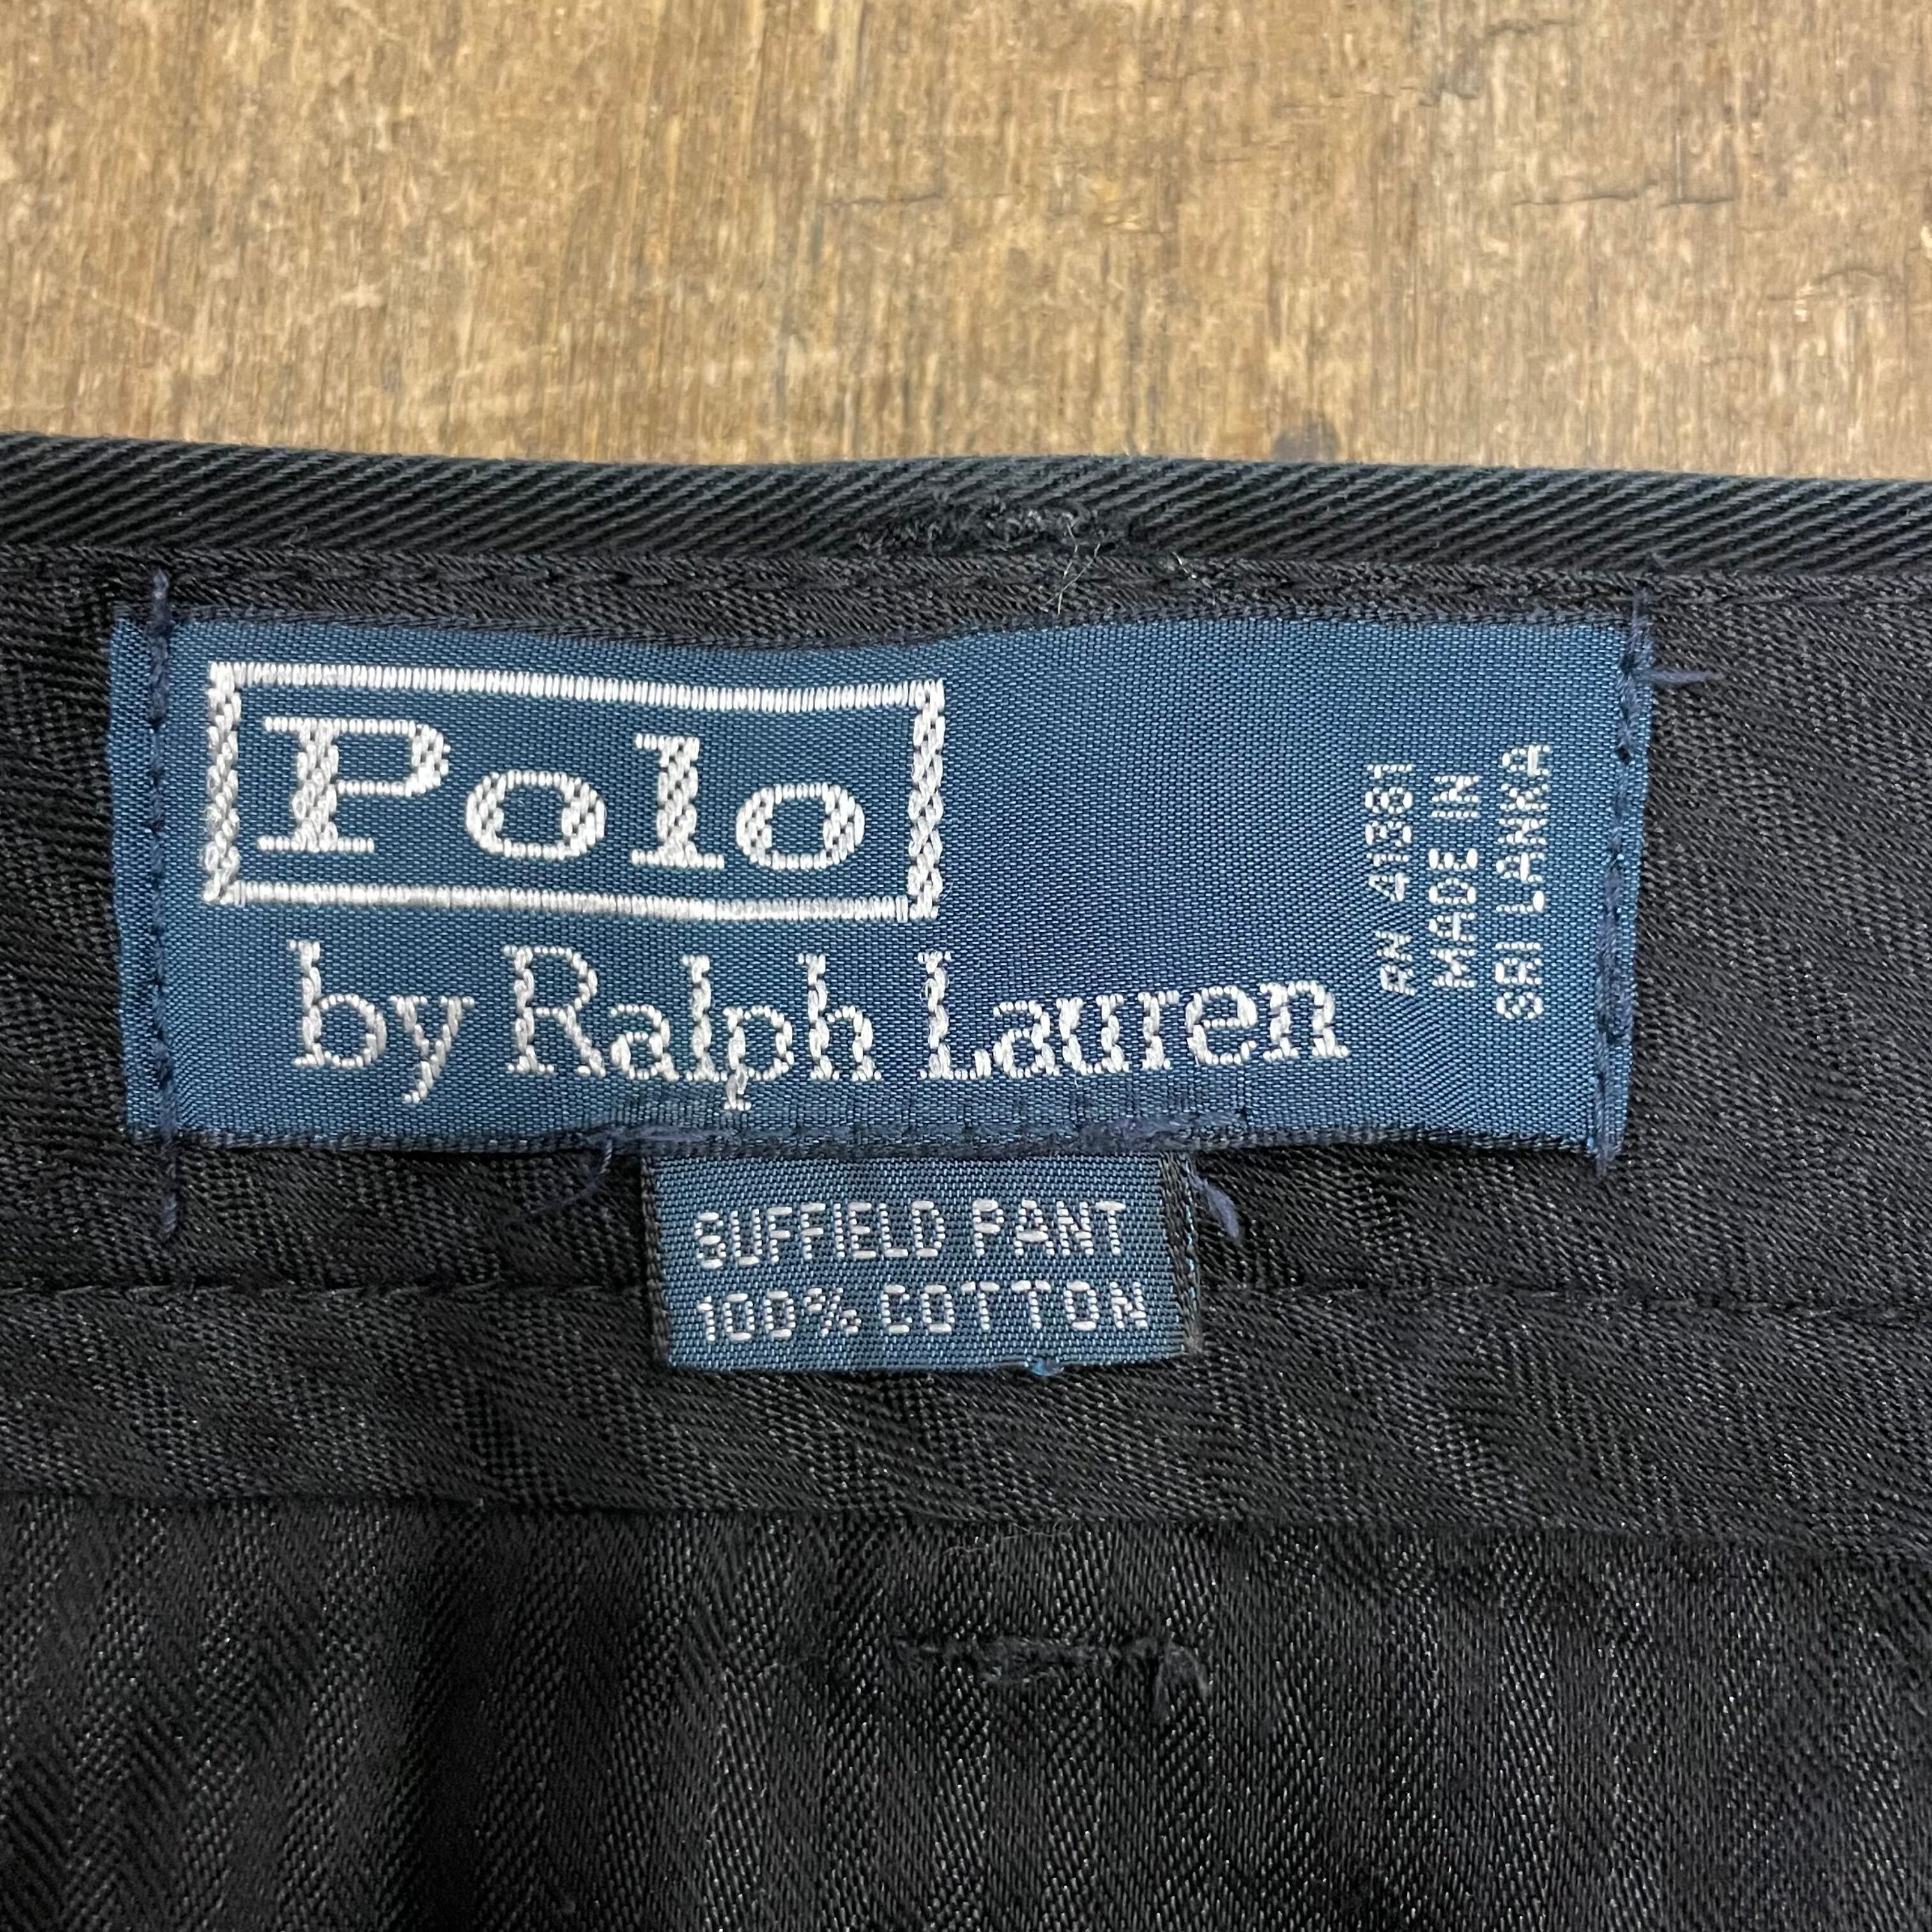 Polo
by Ralph Lauren
RN 41381
MADE IN
SRI LANKA
SUFFIELD PANT
100% COTTON